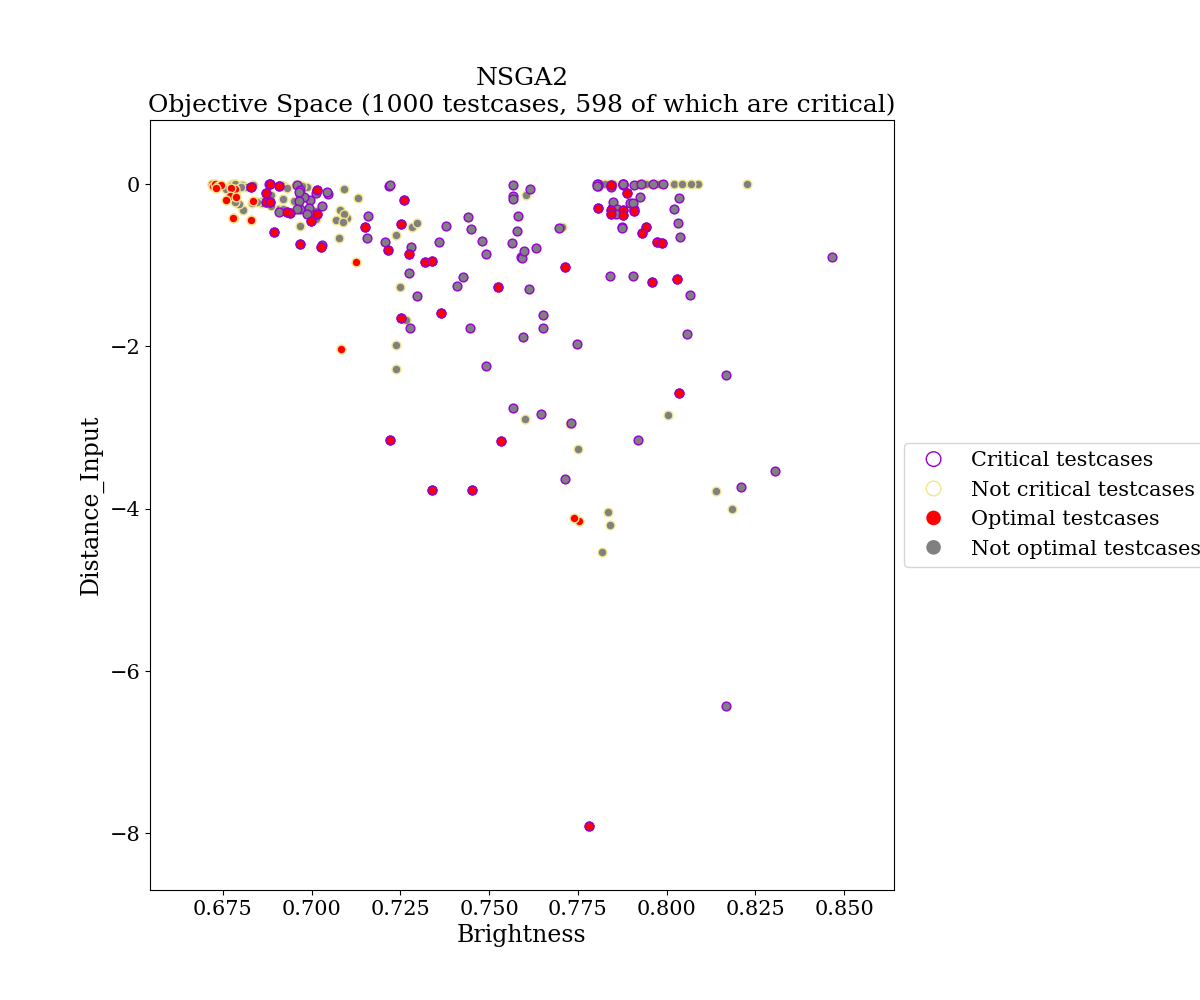 NSGA2
Objective Space (1000 testcases, 598 of which are critical)
Distance_Input
0
−2
−4
−6
−8
0.675 0.700 0.725 0.750 0.775 0.800 0.825 0.850
Brightness
Critical testcases
Not critical testcases
Optimal testcases
Not optimal testcases